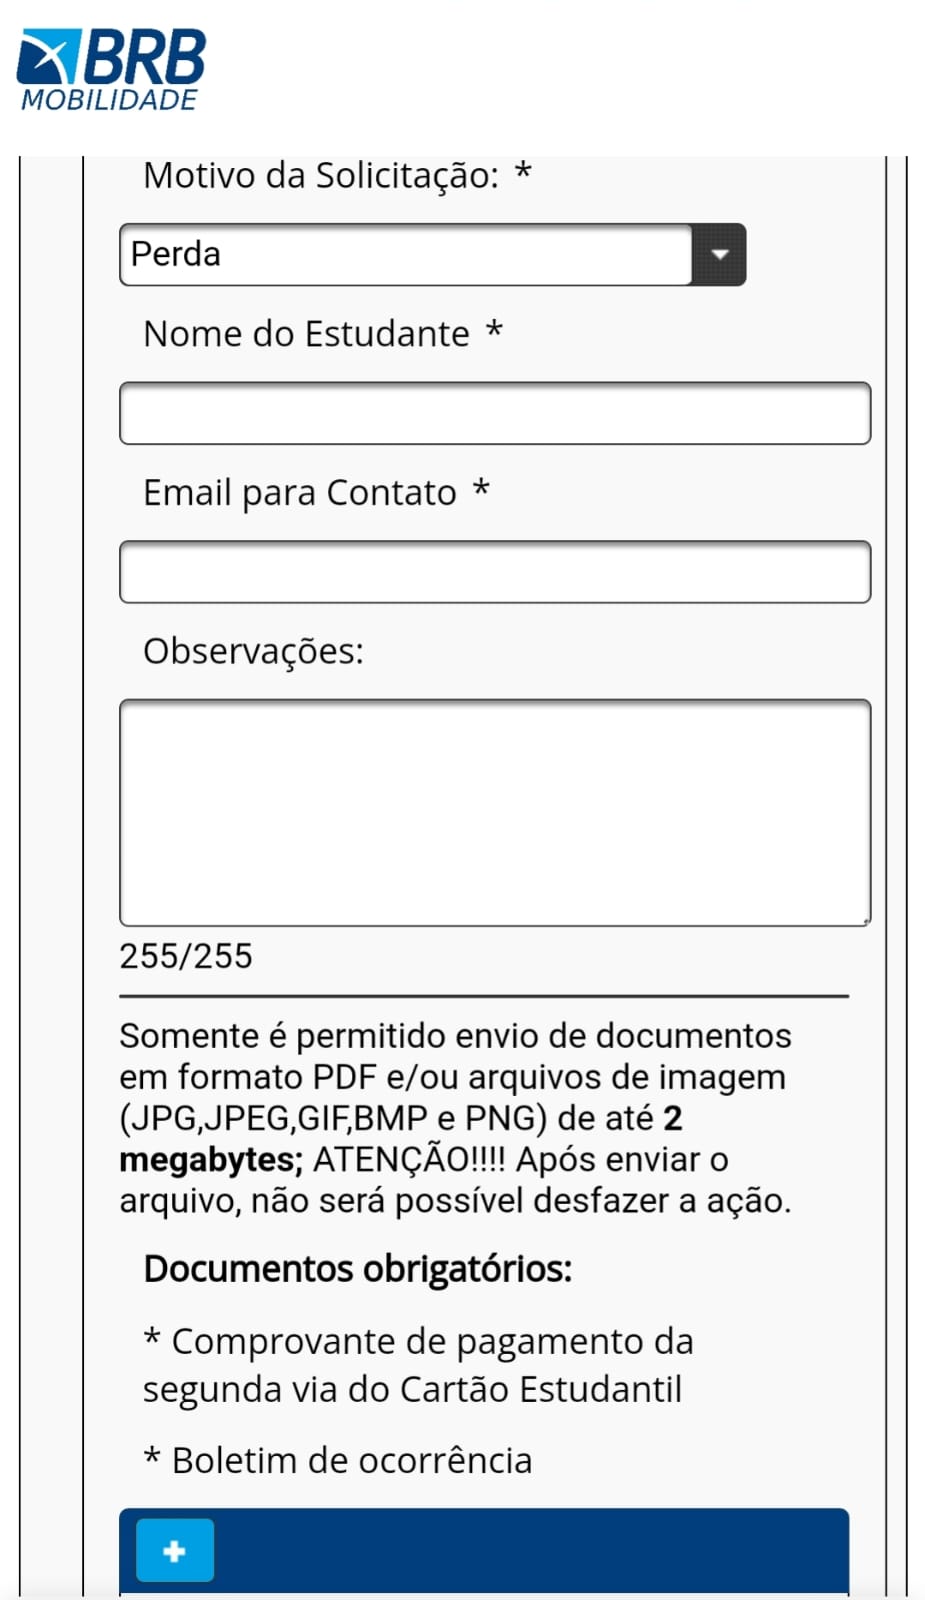 BRB
MOBILIDADE
Motivo da Solicitação: *
Perda
Nome do Estudante *
Email para Contato *
Observações:
255/255
Somente é permitido envio de documentos
em formato PDF e/ou arquivos de imagem
(JPG,JPEG,GIF,BMP e PNG) de até 2
megabytes; ATENÇÃO!!!! Após enviar o
arquivo, não será possível desfazer a ação.
Documentos obrigatórios:
* Comprovante de pagamento da
segunda via do Cartão Estudantil
* Boletim de ocorrência